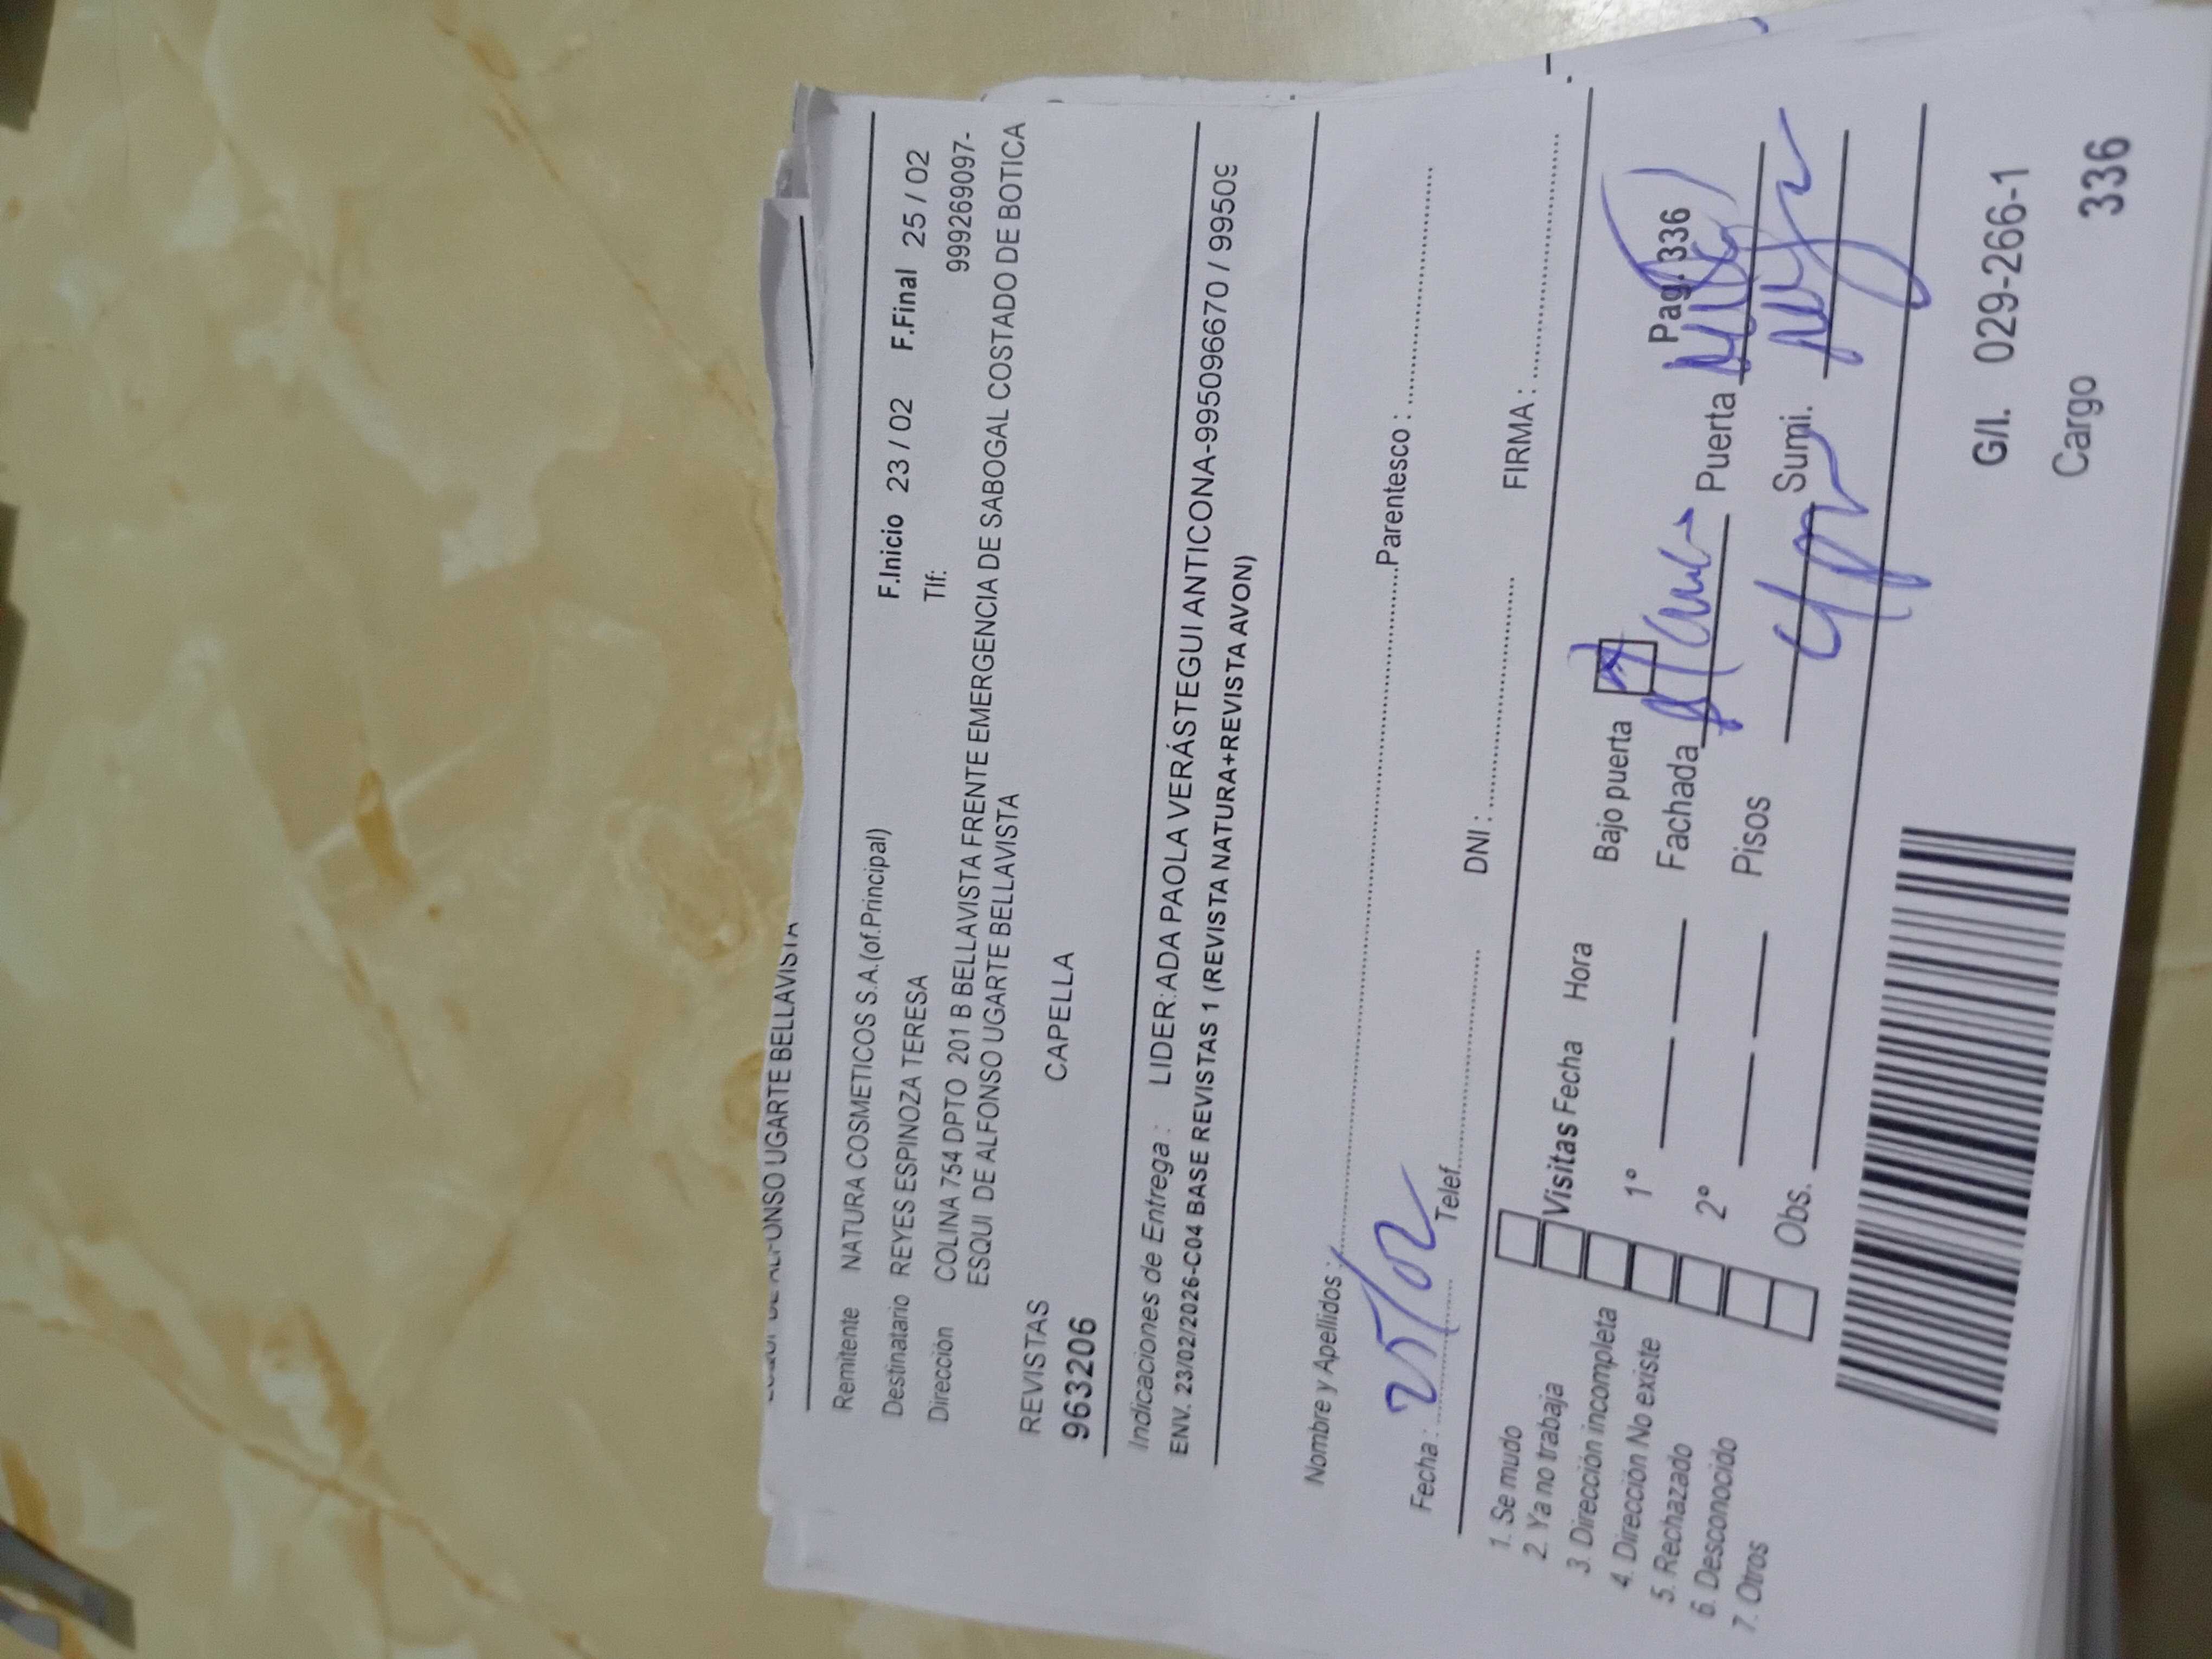 ESQUI DE ALFONSO UGARTE BELLAVISTA
Remitente NATURA COSMETICOS S.A.(of.Principal)
F.Inicio 23 / 02 F.Final 25 / 02
Destinatario REYES ESPINOZA TERESA
Tlf: 999269097-
Dirección COLINA 754 DPTO 201 B BELLAVISTA FRENTE EMERGENCIA DE SABOGAL COSTADO DE BOTICA
ESQUI DE ALFONSO UGARTE BELLAVISTA
REVISTAS CAPELLA
963206
Indicaciones de Entrega : LIDER:ADA PAOLA VERÁSTEGUI ANTICONA-995096670 / 99509
ENV. 23/02/2026-C04 BASE REVISTAS 1 (REVISTA NATURA+REVISTA AVON)
Nombre y Apellidos : Parentesco :
Fecha : 25/02 Telef. DNI : FIRMA :
1. Se mudo
2. Ya no trabaja
3. Dirección incompleta
4. Dirección No existe
5. Rechazado
6. Desconocido
7. Otros
Visitas Fecha Hora
1º
2º
Obs.
Bajo puerta Pag. 336
Fachada Puerta
Pisos Sumi.
G/I. 029-266-1
Cargo 336